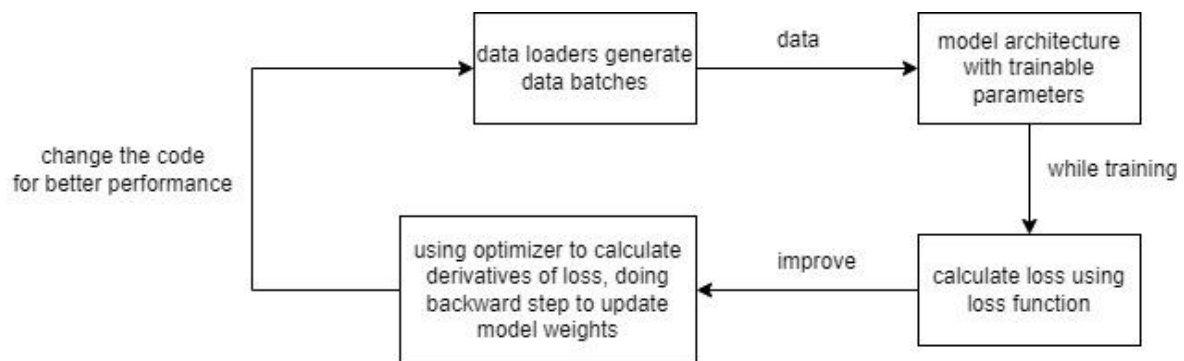 data loaders generate
data batches
data
model architecture
with trainable
parameters
while training
calculate loss using
loss function
improve
using optimizer to calculate
derivatives of loss, doing
backward step to update
model weights
change the code
for better performance